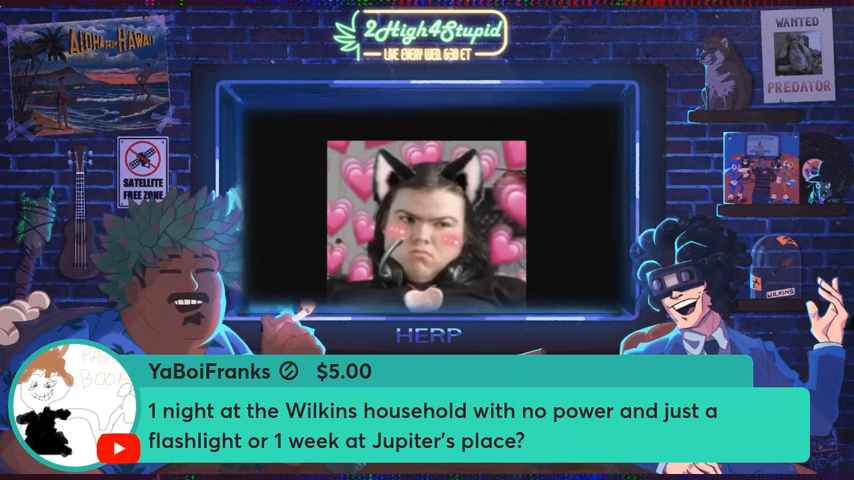 2High4Stupid
LIVE EVERY WED. 6:30 ET
ALOHA FROM HAWAII
WANTED
PREDATOR
SATELLITE
FREE ZONE
WILKINS
HERP
YaBoiFranks $5.00
1 night at the Wilkins household with no power and just a
flashlight or 1 week at Jupiter's place?